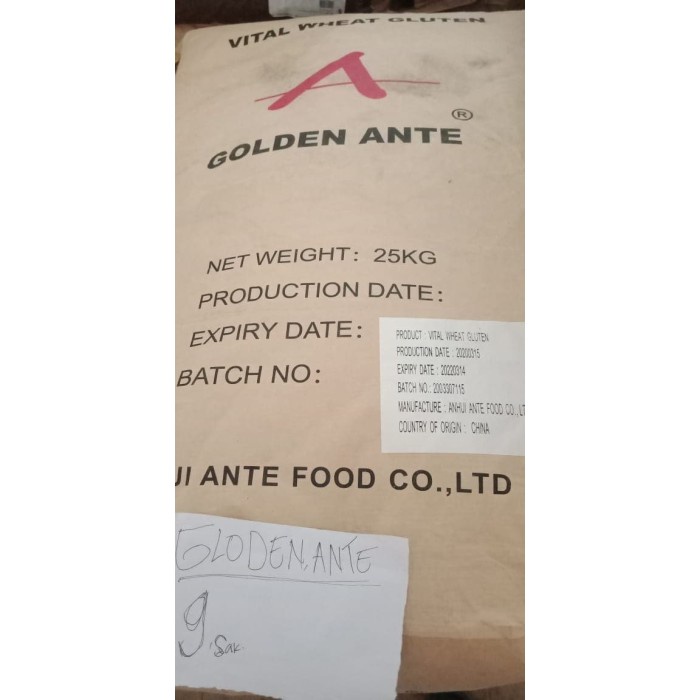 VITAL WHEAT GLUTEN
A
®
GOLDEN ANTE
NET WEIGHT: 25KG
PRODUCTION DATE:
EXPIRY DATE:
BATCH NO:
PRODUCT : VITAL WHEAT GLUTEN
PRODUCTION DATE : 20200315
EXPIRY DATE : 20220314
BATCH NO.: 2003307115
MANUFACTURE : ANHUI ANTE FOOD CO., LT
COUNTRY OF ORIGIN : CHINA
UI ANTE FOOD CO.,LTD
GLODEN, ANTE
9 Sak